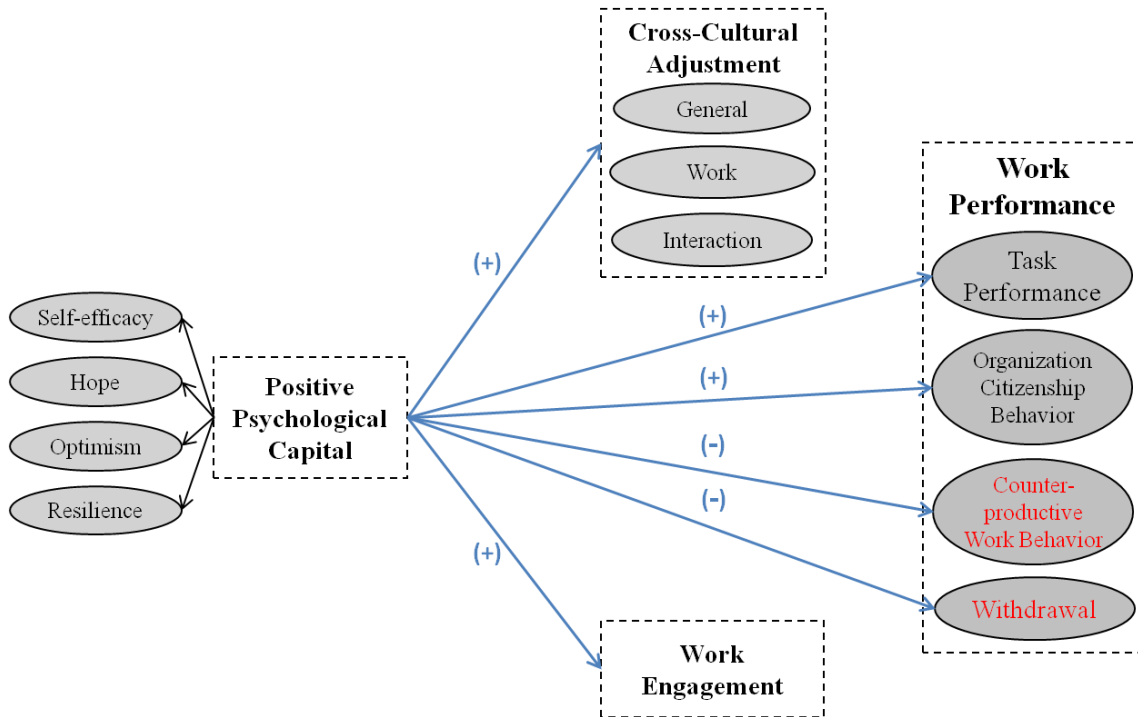 Cross-Cultural
Adjustment
General
Work
Interaction
Work
Performance
Task
Performance
Organization
Citizenship
Behavior
Counter-
productive
Work Behavior
Withdrawal
(+)
(+)
(+)
(-)
(-)
(+)
Self-efficacy
Hope
Optimism
Resilience
Positive
Psychological
Capital
Work
Engagement